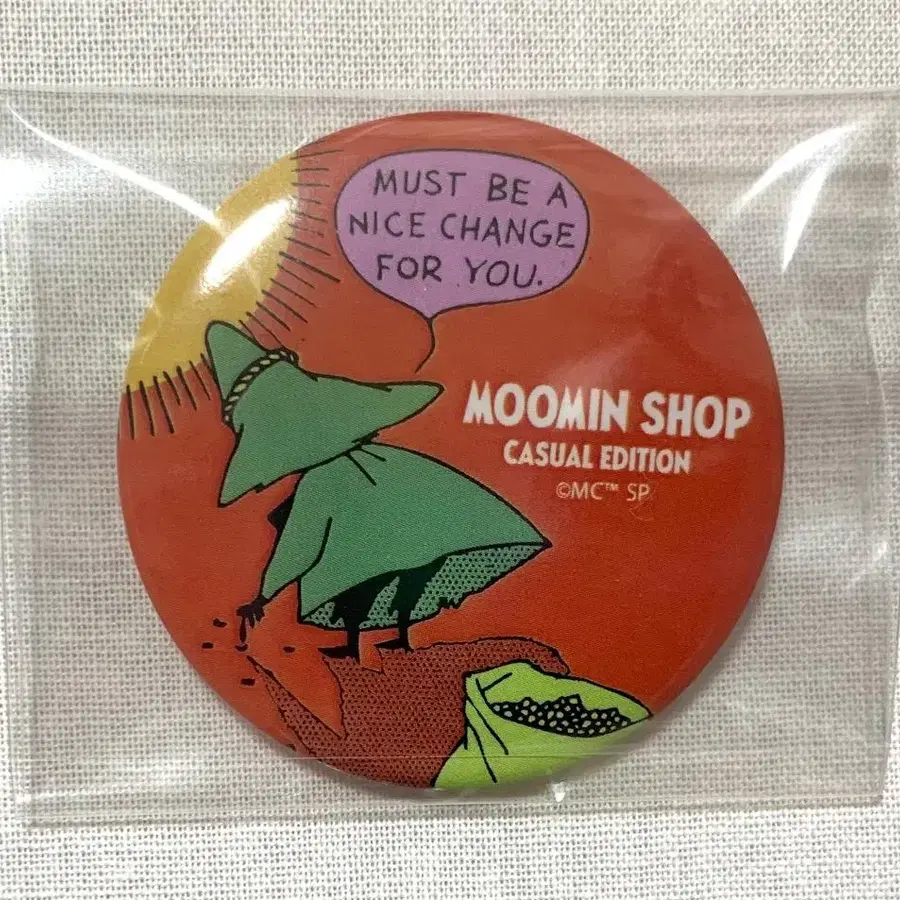 MUST BE A
NICE CHANGE
FOR YOU.
MOOMIN SHOP
CASUAL EDITION
©MC™ SP